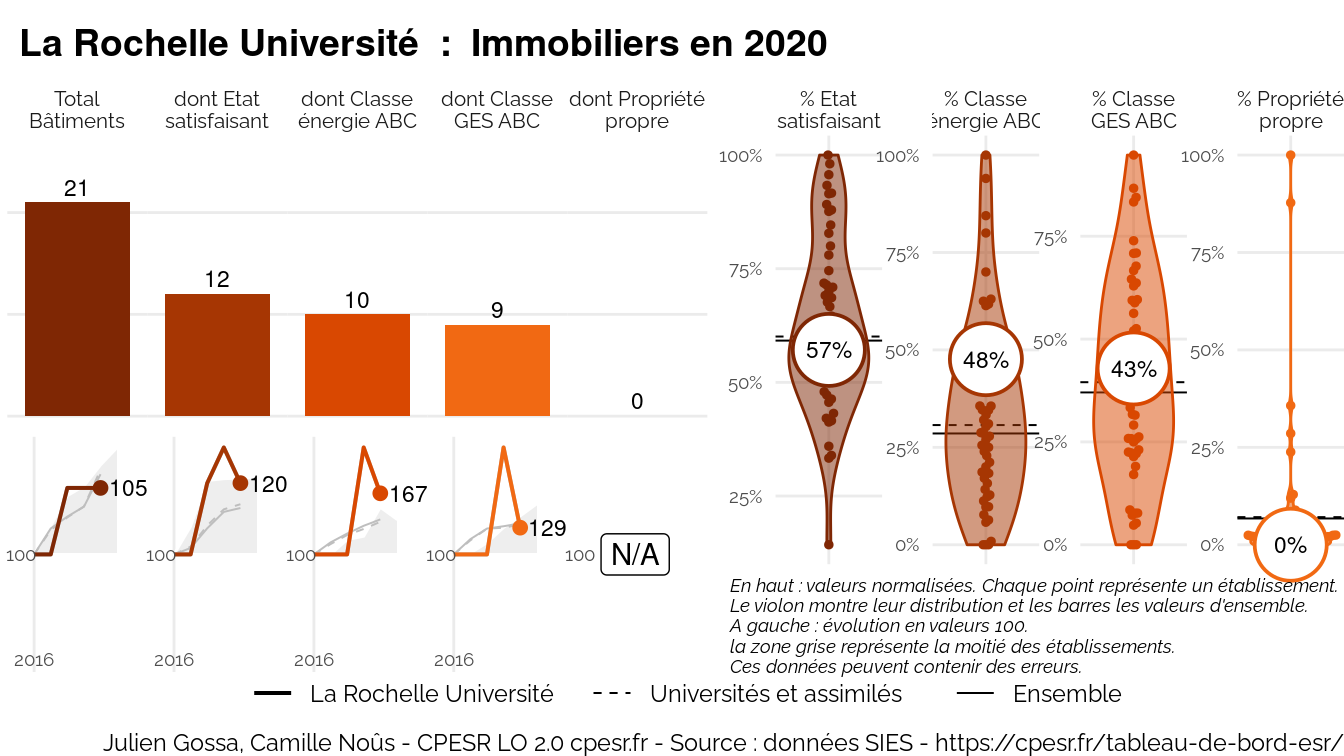 La Rochelle Université : Immobiliers en 2020
Total
Bâtiments
dont Etat
satisfaisant
dont Classe
énergie ABC
dont Classe
GES ABC
dont Propriété
propre
21
12
10
9
0
105
100
2016
120
100
2016
167
100
2016
129
100
2016
100
N/A
% Etat
satisfaisant
100%
75%
50%
25%
57%
% Classe
énergie ABC
100%
75%
50%
25%
0%
48%
% Classe
GES ABC
75%
50%
25%
0%
43%
% Propriété
propre
100%
75%
50%
25%
0%
0%
En haut : valeurs normalisées. Chaque point représente un établissement.
Le violon montre leur distribution et les barres les valeurs d'ensemble.
A gauche : évolution en valeurs 100.
la zone grise représente la moitié des établissements.
Ces données peuvent contenir des erreurs.
La Rochelle Université
Universités et assimilés
Ensemble
Julien Gossa, Camille Noûs - CPESR LO 2.0 cpesr.fr - Source : données SIES - https://cpesr.fr/tableau-de-bord-esr/